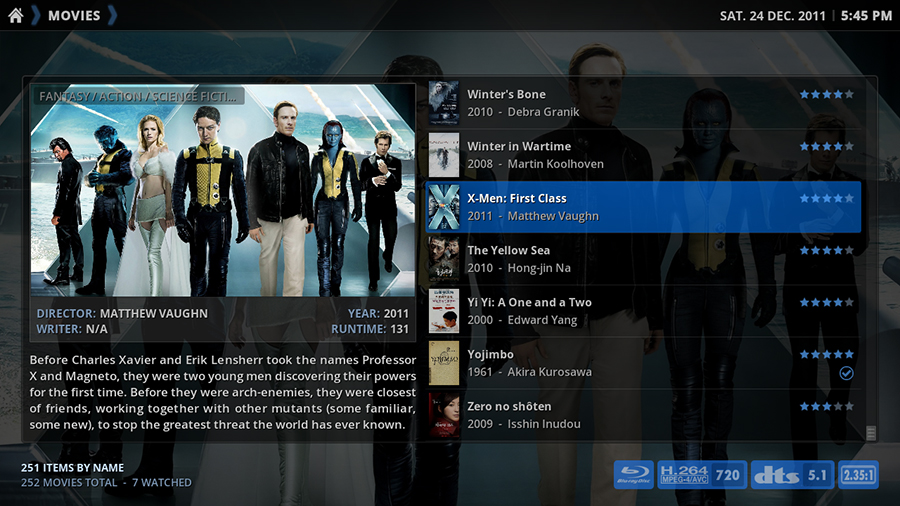 MOVIES
SAT. 24 DEC. 2011 | 5:45 PM
FANTASY / ACTION / SCIENCE FICTI...
DIRECTOR: MATTHEW VAUGHN YEAR: 2011
WRITER: N/A RUNTIME: 131
Before Charles Xavier and Erik Lensherr took the names Professor
X and Magneto, they were two young men discovering their powers
for the first time. Before they were arch-enemies, they were closest
of friends, working together with other mutants (some familiar,
some new), to stop the greatest threat the world has ever known.
Winter's Bone
2010 - Debra Granik
Winter in Wartime
2008 - Martin Koolhoven
X-Men: First Class
2011 - Matthew Vaughn
The Yellow Sea
2010 - Hong-jin Na
Yi Yi: A One and a Two
2000 - Edward Yang
Yojimbo
1961 - Akira Kurosawa
Zero no shôten
2009 - Isshin Inudou
251 ITEMS BY NAME
252 MOVIES TOTAL - 7 WATCHED
Blu-ray Disc
H.264
MPEG-4/AVC
720
dts 5.1
2.35:1